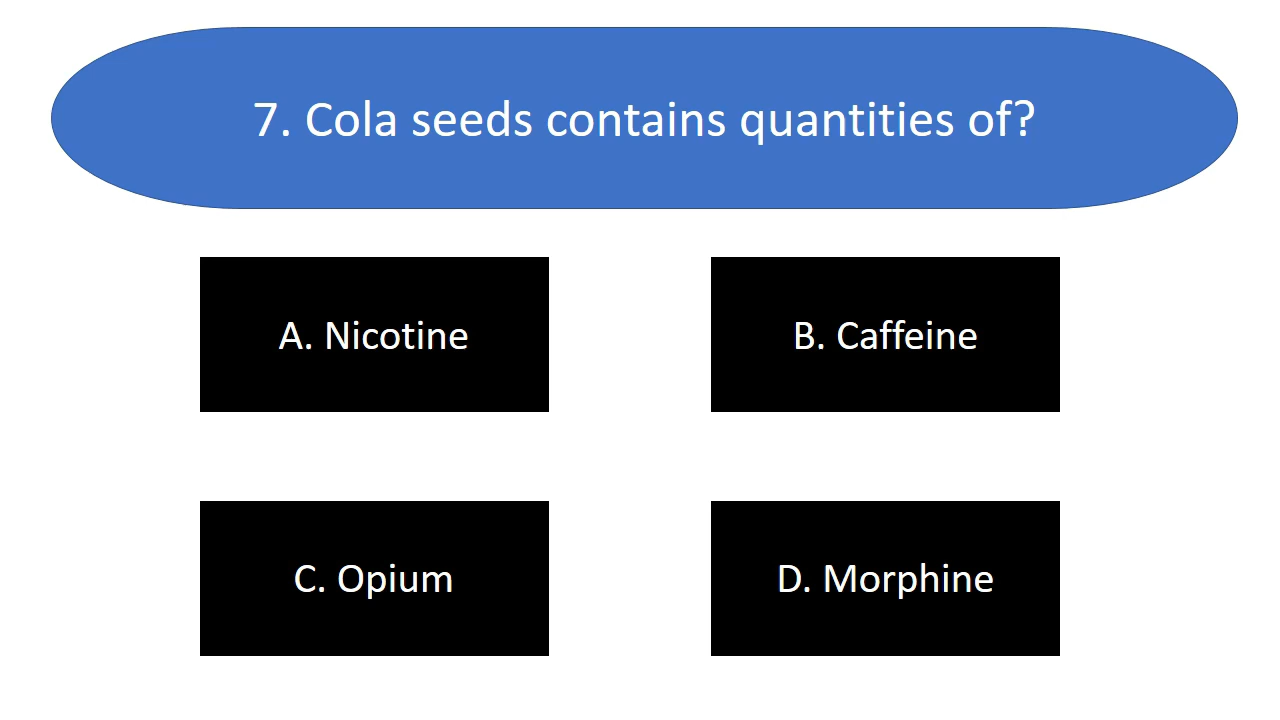 7. Cola seeds contains quantities of?
A. Nicotine
B. Caffeine
C. Opium
D. Morphine